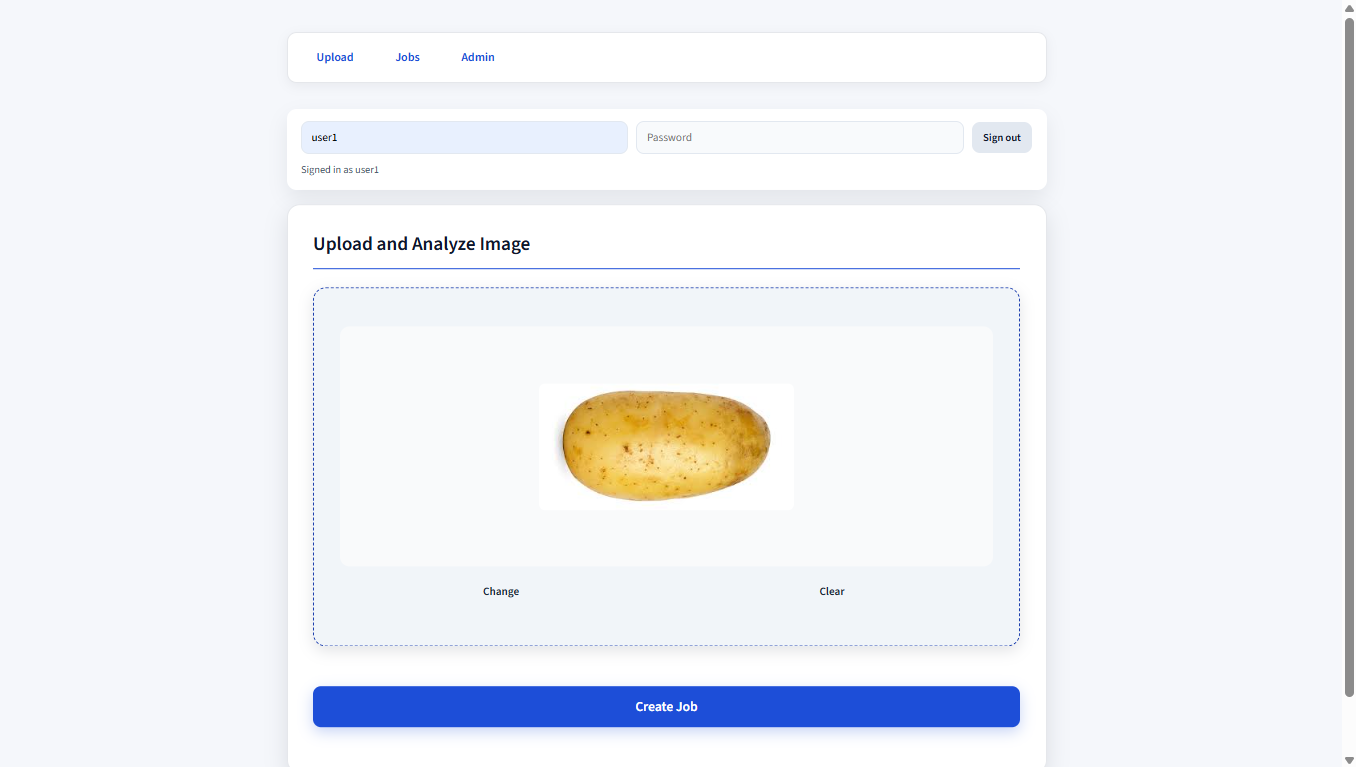 Upload Jobs Admin
user1 Password Sign out
Signed in as user1
Upload and Analyze Image
Change Clear
Create Job